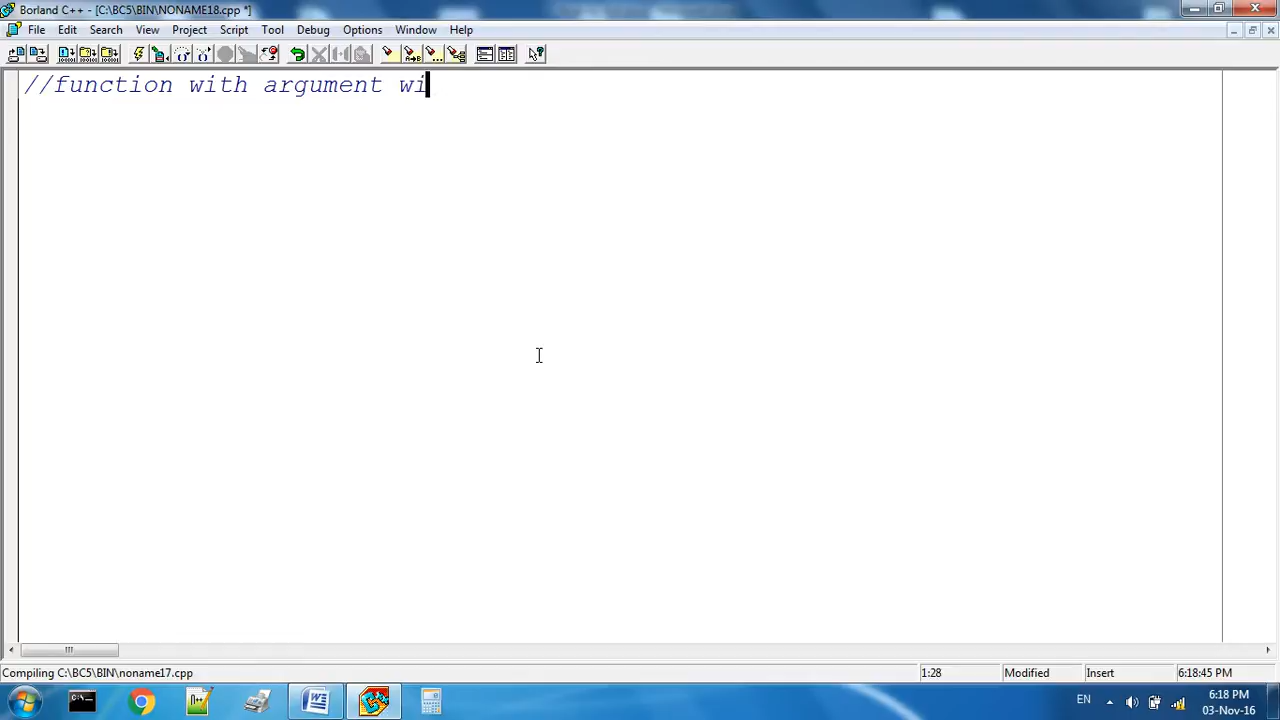 Borland C++ - [C:\BC5\BIN\NONAME18.cpp *]
File Edit Search View Project Script Tool Debug Options Window Help
//function with argument wi
Compiling C:\BC5\BIN\noname17.cpp 1:28 Modified Insert 6:18:45 PM
EN 6:18 PM
03-Nov-16